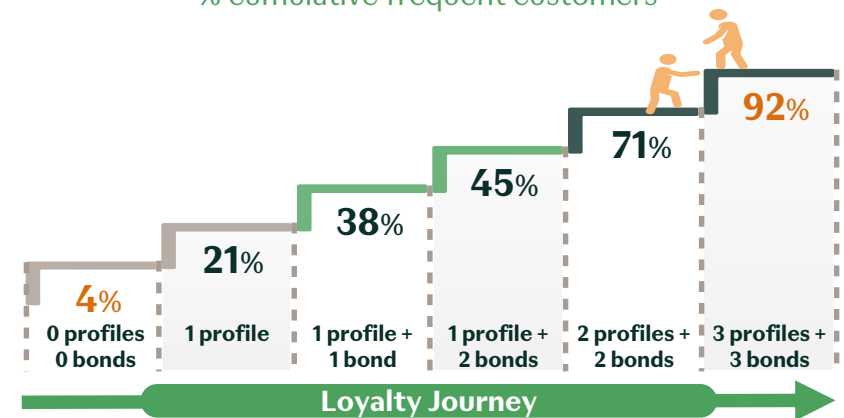 % cumulative frequent customers
92%
71%
45%
38%
21%
4%
0 profiles
0 bonds
1 profile
1 profile +
1 bond
1 profile +
2 bonds
2 profiles +
2 bonds
3 profiles +
3 bonds
Loyalty Journey